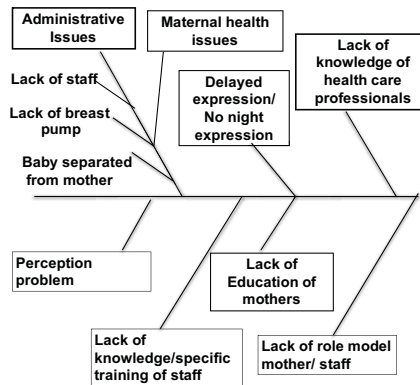 Administrative
Issues
Maternal health
issues
Lack of
knowledge of
health care
professionals
Lack of staff
Delayed
expression/
No night
expression
Lack of breast
pump
Baby separated
from mother
Perception
problem
Lack of
Education of
mothers
Lack of
knowledge/specific
training of staff
Lack of role model
mother/ staff